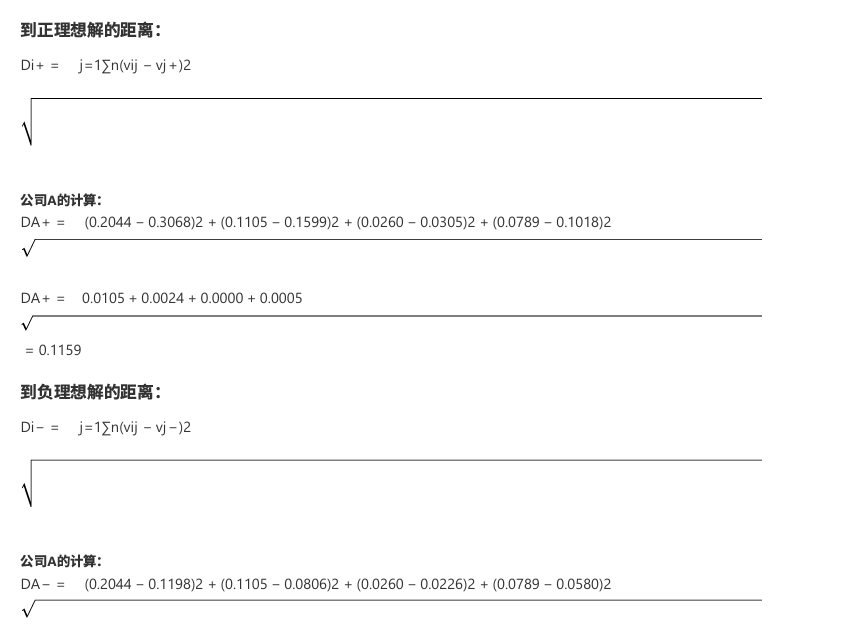 到正理想解的距离：
Di+ = j=1∑n(vij − vj+)2
√
公司A的计算：
DA+ = (0.2044 − 0.3068)2 + (0.1105 − 0.1599)2 + (0.0260 − 0.0305)2 + (0.0789 − 0.1018)2
√
DA+ = 0.0105 + 0.0024 + 0.0000 + 0.0005
√
= 0.1159
到负理想解的距离：
Di− = j=1∑n(vij − vj−)2
√
公司A的计算：
DA− = (0.2044 − 0.1198)2 + (0.1105 − 0.0806)2 + (0.0260 − 0.0226)2 + (0.0789 − 0.0580)2
√